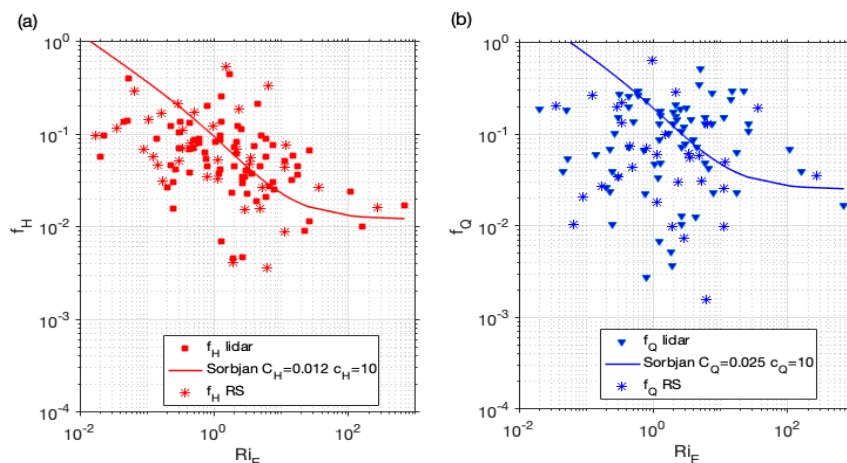 (a)
10^0
10^-1
10^-2
10^-3
10^-4
f_H
f_H lidar
Sorbjan C_H=0.012 c_H=10
f_H RS
10^-2
10^0
10^2
Ri_E
(b)
10^0
10^-1
10^-2
10^-3
10^-4
f_Q
f_Q lidar
Sorbjan C_Q=0.025 c_Q=10
f_Q RS
10^-2
10^0
10^2
Ri_E